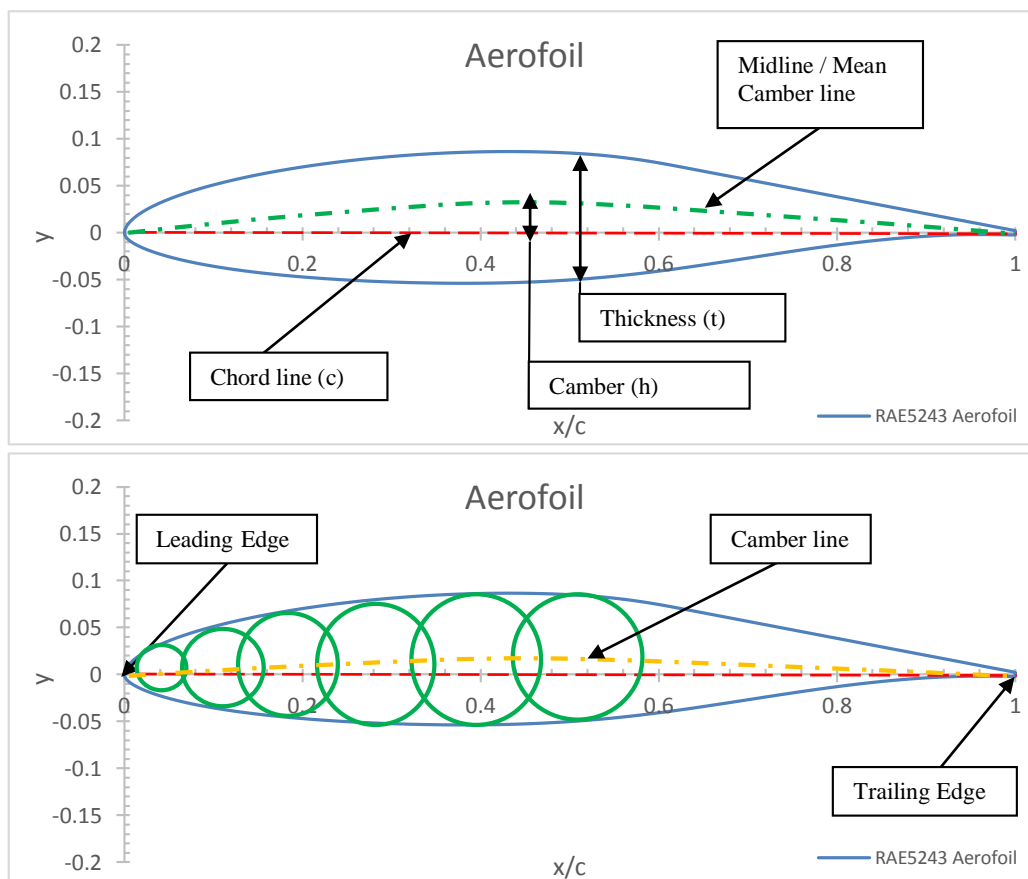 Aerofoil
Midline / Mean
Camber line
0.2
0.15
0.1
0.05
0
-0.05
-0.1
-0.15
-0.2
y
0
0.2
0.4
0.6
0.8
1
Thickness (t)
Chord line (c)
Camber (h)
x/c
RAE5243 Aerofoil
Aerofoil
Leading Edge
Camber line
0.2
0.15
0.1
0.05
0
-0.05
-0.1
-0.15
-0.2
y
0
0.2
0.4
0.6
0.8
1
Trailing Edge
x/c
RAE5243 Aerofoil